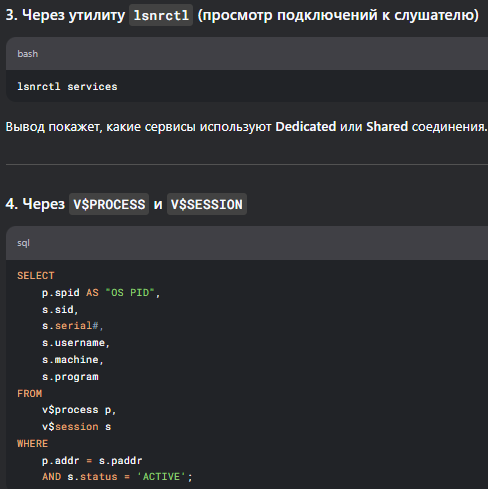 3. Через утилиту lsnrctl (просмотр подключений к слушателю)
bash
lsnrctl services
Вывод покажет, какие сервисы используют Dedicated или Shared соединения.
4. Через V$PROCESS и V$SESSION
sql
SELECT
    p.spid AS "OS PID",
    s.sid,
    s.serial#,
    s.username,
    s.machine,
    s.program
FROM
    v$process p,
    v$session s
WHERE
    p.addr = s.paddr
    AND s.status = 'ACTIVE';